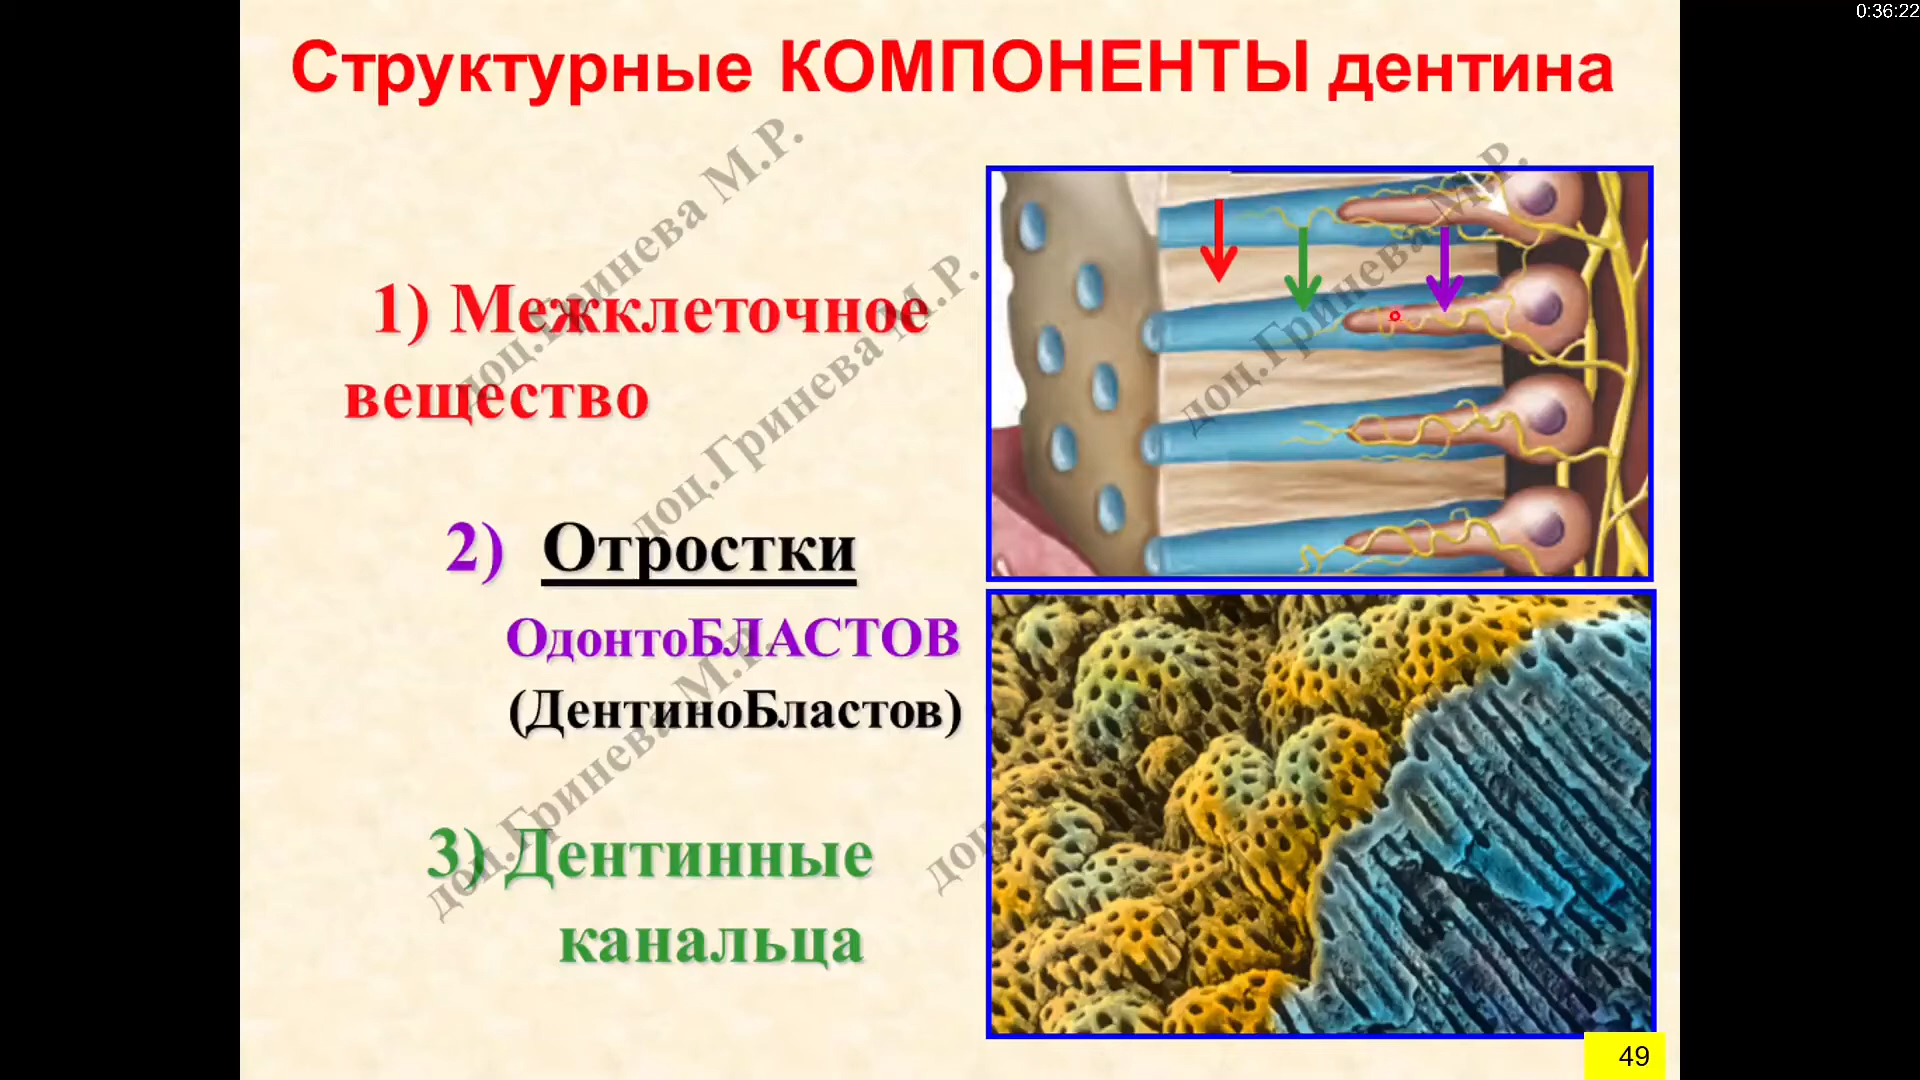 0:36:22
Структурные КОМПОНЕНТЫ дентина
1) Межклеточное
вещество
2) Отростки
ОдонтоБЛАСТОВ
(ДентиноБластов)
3) Дентинные
канальца
доц.Гринева М.Р.
доц.Гринева М.Р.
доц.Гринева М.Р.
доц.Гринева М.Р.
доц
49